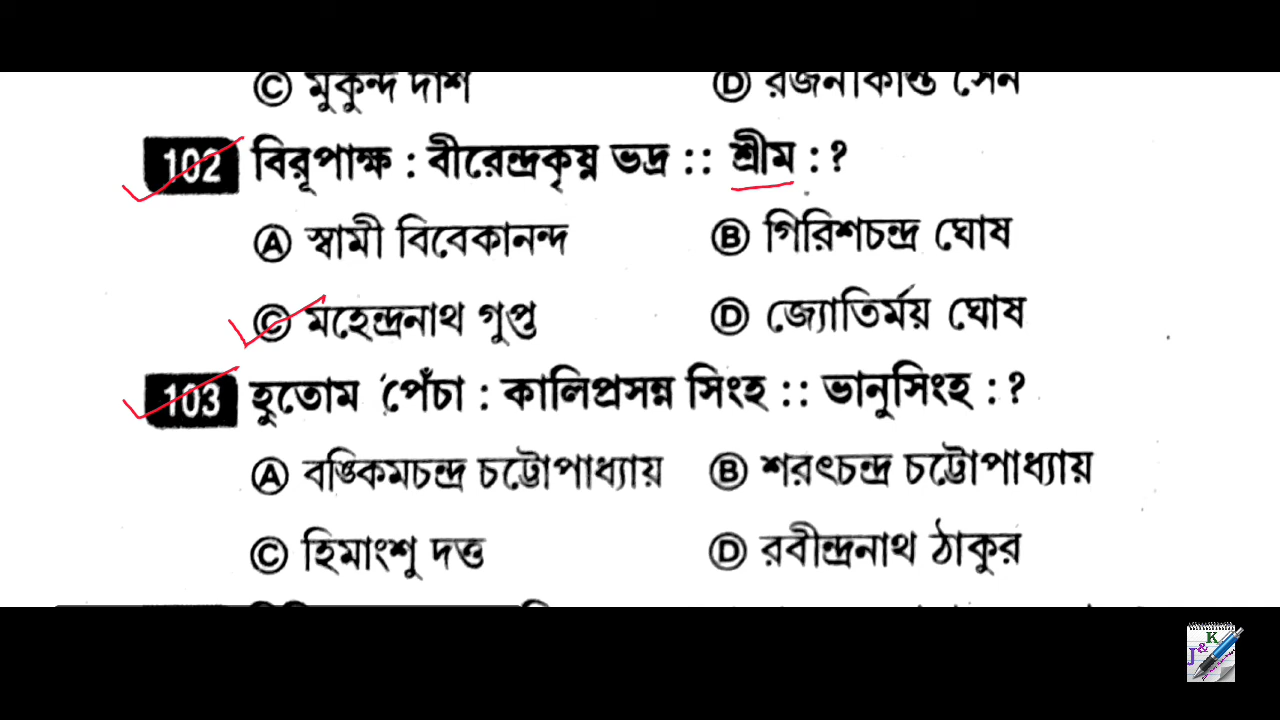 Ⓒ মুকুন্দ দাশ Ⓓ রজনীকান্ত সেন
102 বিরূপাক্ষ : বীরেন্দ্রকৃষ্ণ ভদ্র :: শ্রীম : ?
Ⓐ স্বামী বিবেকানন্দ Ⓑ গিরিশচন্দ্র ঘোষ
Ⓒ মহেন্দ্রনাথ গুপ্ত Ⓓ জ্যোতির্ময় ঘোষ
103 হুতোম পেঁচা : কালিপ্রসন্ন সিংহ :: ভানুসিংহ : ?
Ⓐ বঙ্কিমচন্দ্র চট্টোপাধ্যায় Ⓑ শরৎচন্দ্র চট্টোপাধ্যায়
Ⓒ হিমাংশু দত্ত Ⓓ রবীন্দ্রনাথ ঠাকুর
J & K